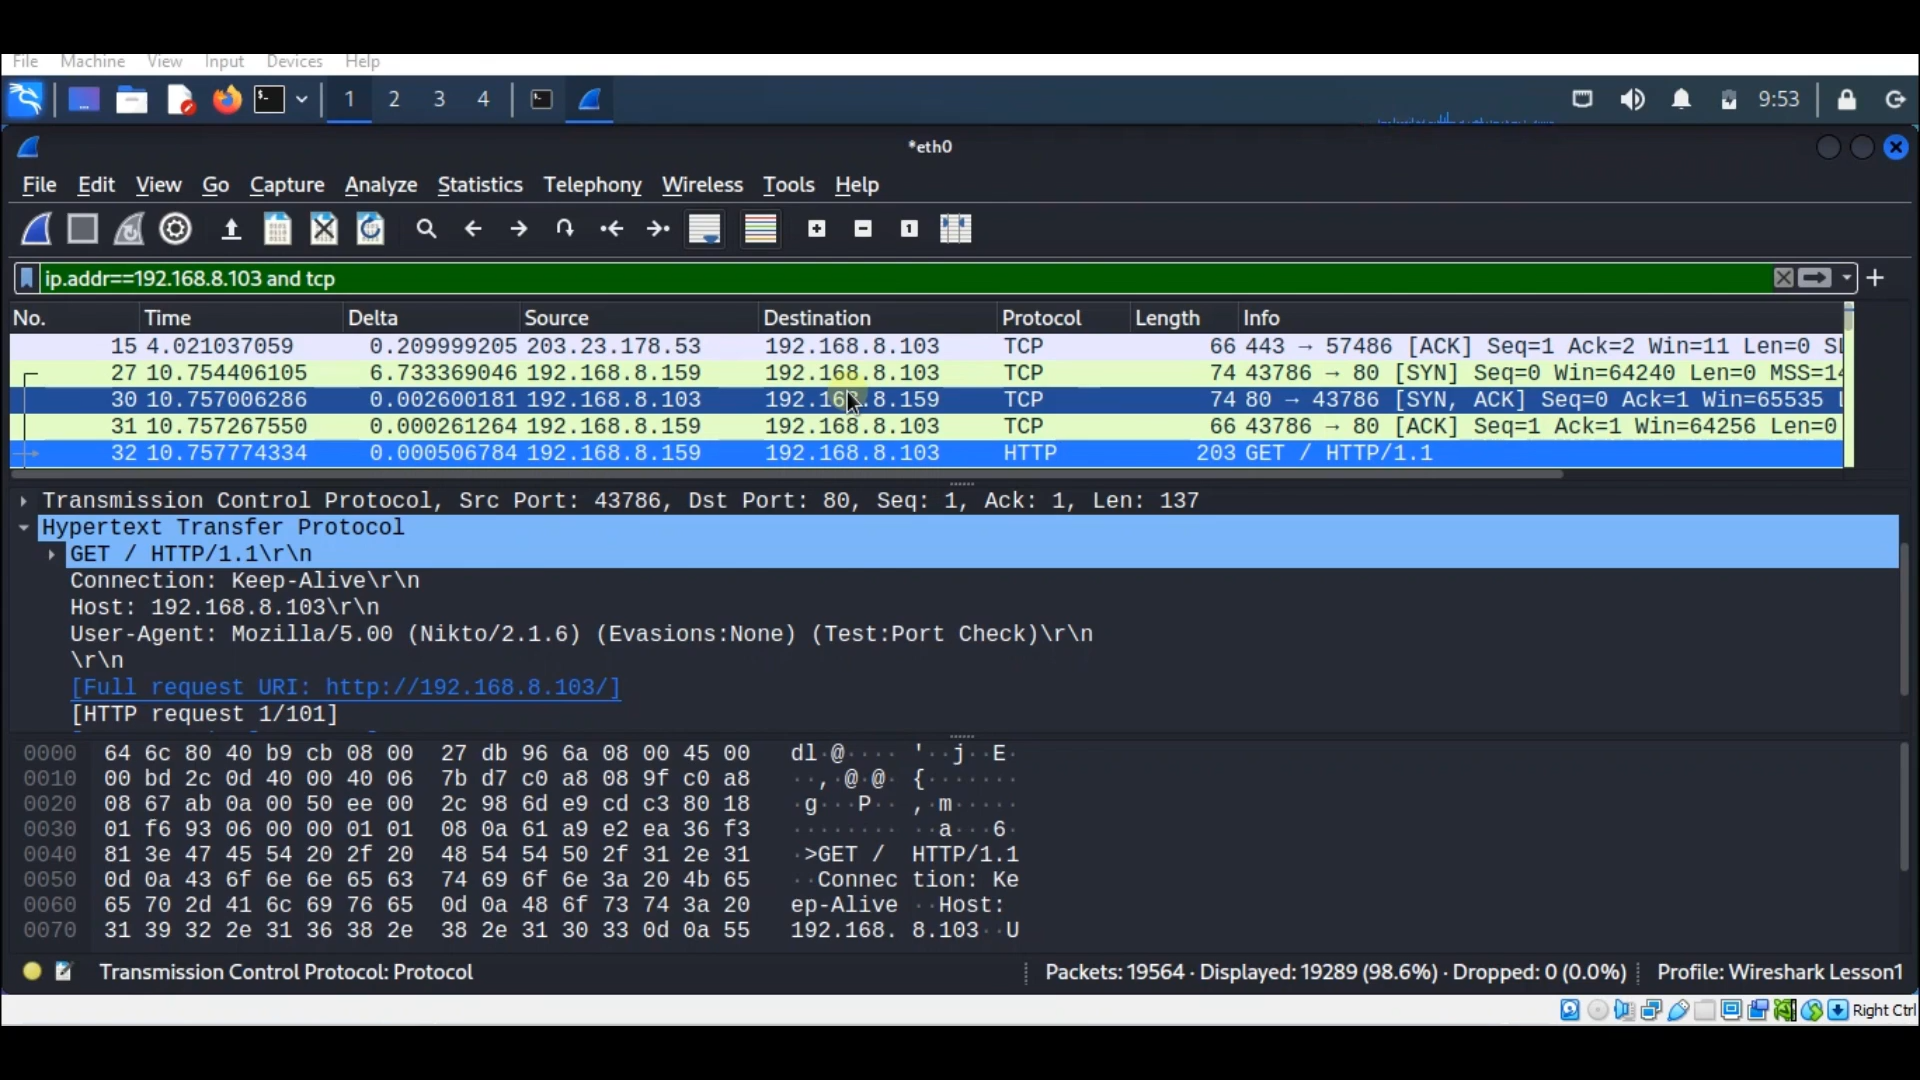 File Machine View Input Devices Help
1 2 3 4 9:53
*eth0
File Edit View Go Capture Analyze Statistics Telephony Wireless Tools Help
ip.addr==192.168.8.103 and tcp
No. Time Delta Source Destination Protocol Length Info
15 4.021037059 0.209999205 203.23.178.53 192.168.8.103 TCP 66 443 → 57486 [ACK] Seq=1 Ack=2 Win=11 Len=0
27 10.754406105 6.733369046 192.168.8.159 192.168.8.103 TCP 74 43786 → 80 [SYN] Seq=0 Win=64240 Len=0 MSS=14
30 10.757006286 0.002600181 192.168.8.103 192.168.8.159 TCP 74 80 → 43786 [SYN, ACK] Seq=0 Ack=1 Win=65535
31 10.757267550 0.000261264 192.168.8.159 192.168.8.103 TCP 66 43786 → 80 [ACK] Seq=1 Ack=1 Win=64256 Len=0
32 10.757774334 0.000506784 192.168.8.159 192.168.8.103 HTTP 203 GET / HTTP/1.1
Transmission Control Protocol, Src Port: 43786, Dst Port: 80, Seq: 1, Ack: 1, Len: 137
Hypertext Transfer Protocol
GET / HTTP/1.1\r\n
Connection: Keep-Alive\r\n
Host: 192.168.8.103\r\n
User-Agent: Mozilla/5.00 (Nikto/2.1.6) (Evasions:None) (Test:Port Check)\r\n
\r\n
[Full request URI: http://192.168.8.103/]
[HTTP request 1/101]
0000 64 6c 80 40 b9 cb 08 00 27 db 96 6a 08 00 45 00 dl·@····'··j··E·
0010 00 bd 2c 0d 40 00 40 06 7b d7 c0 a8 08 9f c0 a8 ··,·@·@·{·······
0020 08 67 ab 0a 00 50 ee 00 2c 98 6d e9 cd c3 80 18 ·g···P··,·m·····
0030 01 f6 93 06 00 00 01 01 08 0a 61 a9 e2 ea 36 f3 ··········a···6·
0040 81 3e 47 45 54 20 2f 20 48 54 54 50 2f 31 2e 31 ·>GET / HTTP/1.1
0050 0d 0a 43 6f 6e 6e 65 63 74 69 6f 6e 3a 20 4b 65 ··Connec tion: Ke
0060 65 70 2d 41 6c 69 76 65 0d 0a 48 6f 73 74 3a 20 ep-Alive ··Host:
0070 31 39 32 2e 31 36 38 2e 38 2e 31 30 33 0d 0a 55 192.168. 8.103··U
Transmission Control Protocol: Protocol Packets: 19564 · Displayed: 19289 (98.6%) · Dropped: 0 (0.0%) Profile: Wireshark Lesson1
Right Ctrl